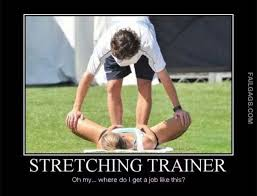 STRETCHING TRAINER
Oh my... where do I get a job like this?
FAILGAGS.COM